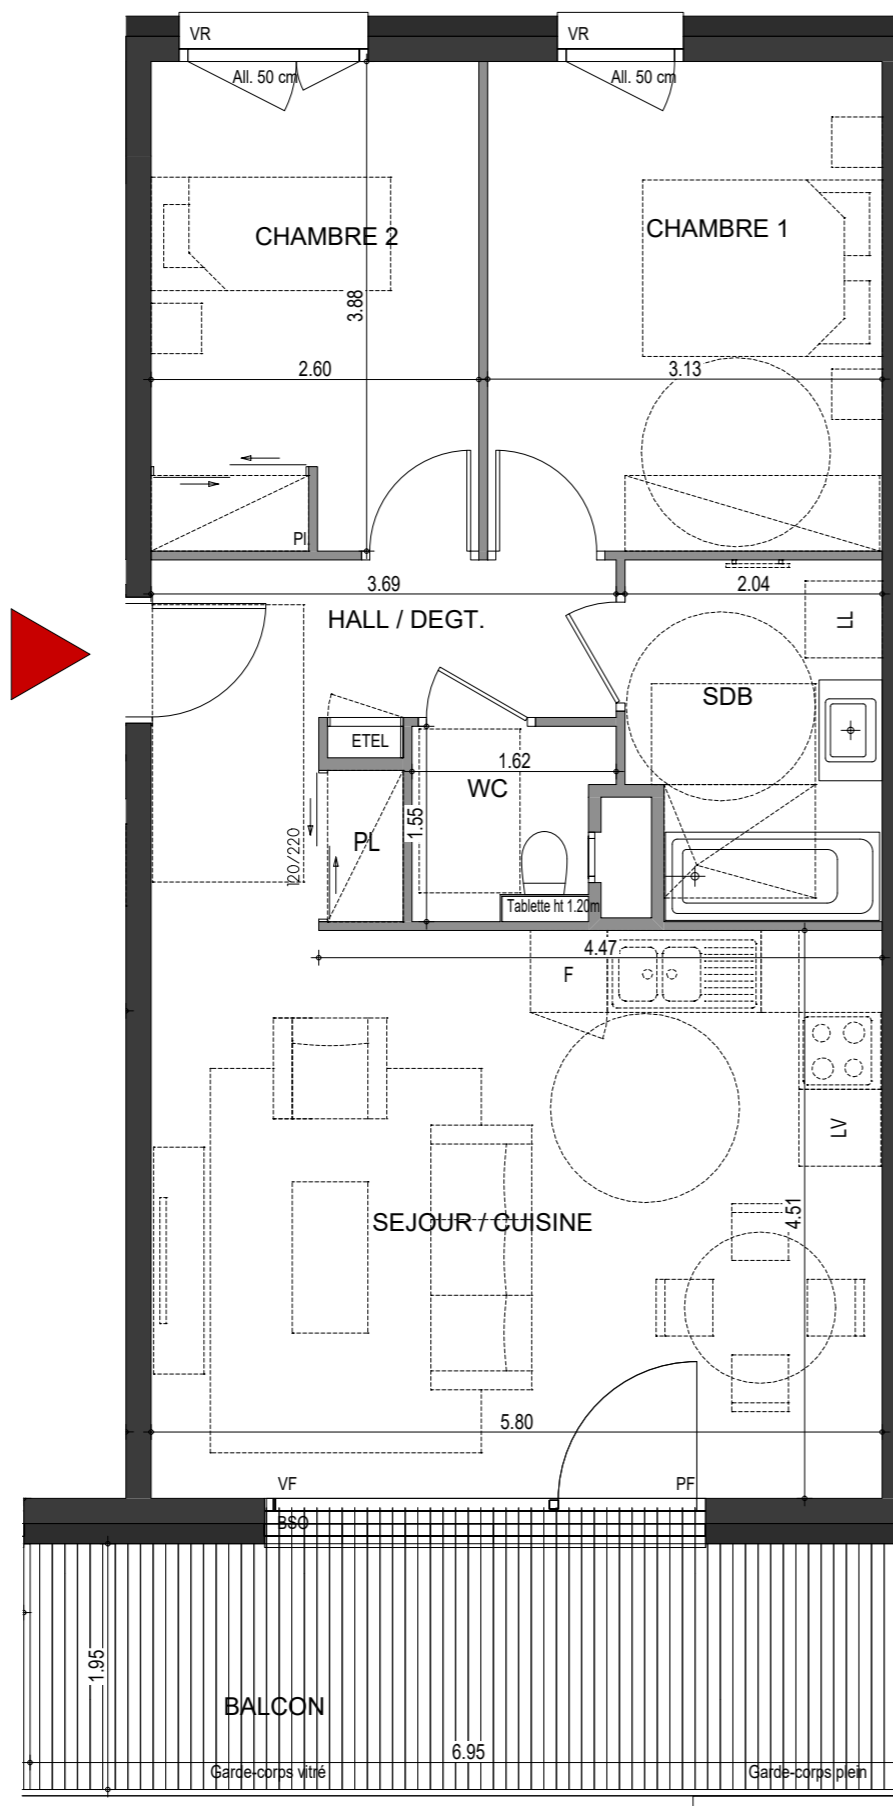 VR
VR
All. 50 cm
All. 50 cm
CHAMBRE 2
CHAMBRE 1
3.88
2.60
3.13
Pl.
3.69
2.04
HALL / DEGT.
LL
SDB
ETEL
1.62
WC
1.55
PL
120/220
Tablette ht 1.20m
4.47
F
LV
SEJOUR / CUISINE
4.51
5.80
VF
PF
BSO
1.95
BALCON
6.95
Garde-corps vitré
Garde-corps plein